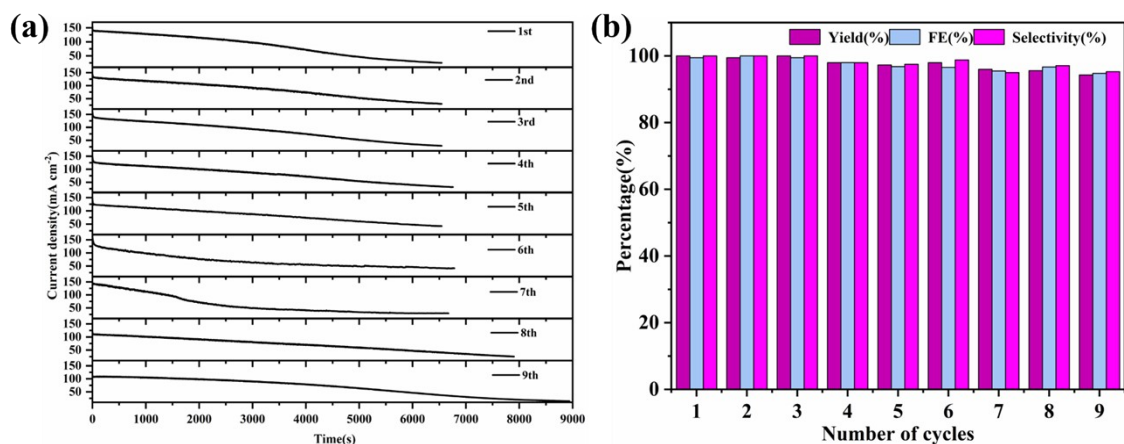 (a)
Current density(mA cm-2)
150
100
50
1st
150
100
50
2nd
150
100
50
3rd
150
100
50
4th
150
100
50
5th
150
100
50
6th
150
100
50
7th
150
100
50
8th
150
100
50
9th
0 1000 2000 3000 4000 5000 6000 7000 8000 9000
Time(s)
(b)
Yield(%) FE(%) Selectivity(%)
Percentage(%)
100
80
60
40
20
0
1 2 3 4 5 6 7 8 9
Number of cycles